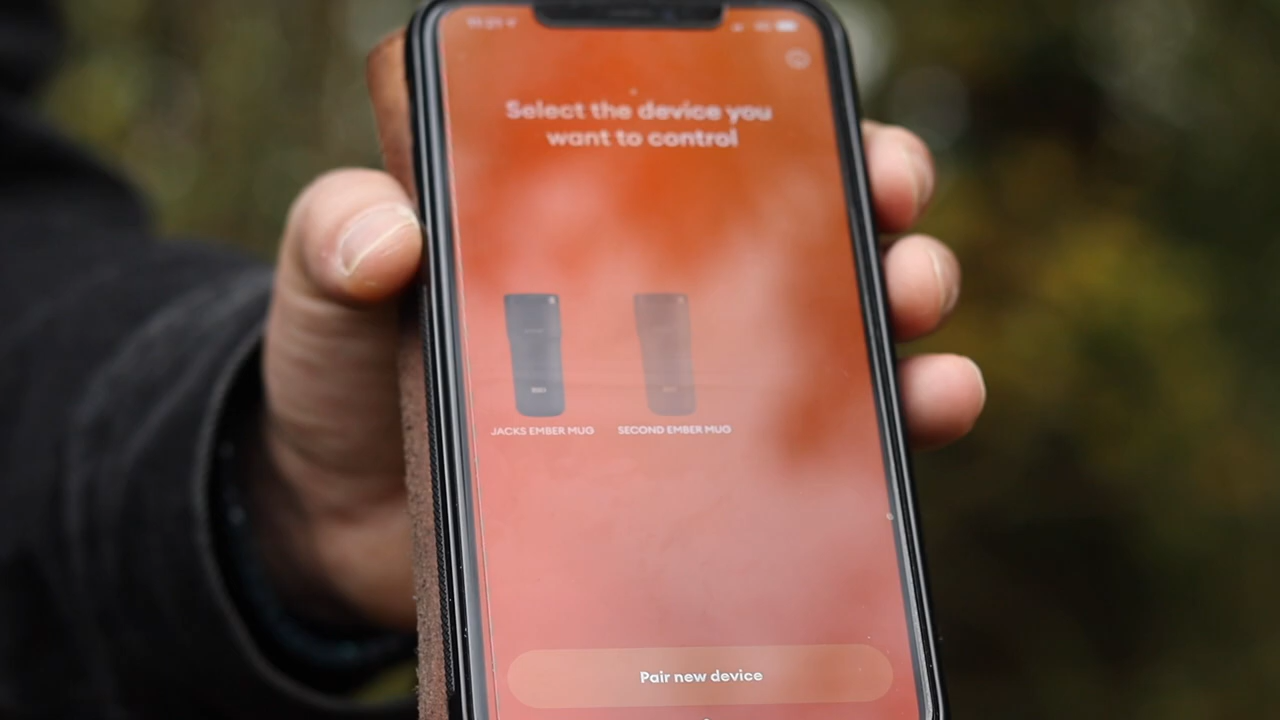 Select the device you
want to control
JACKS EMBER MUG
SECOND EMBER MUG
Pair new device